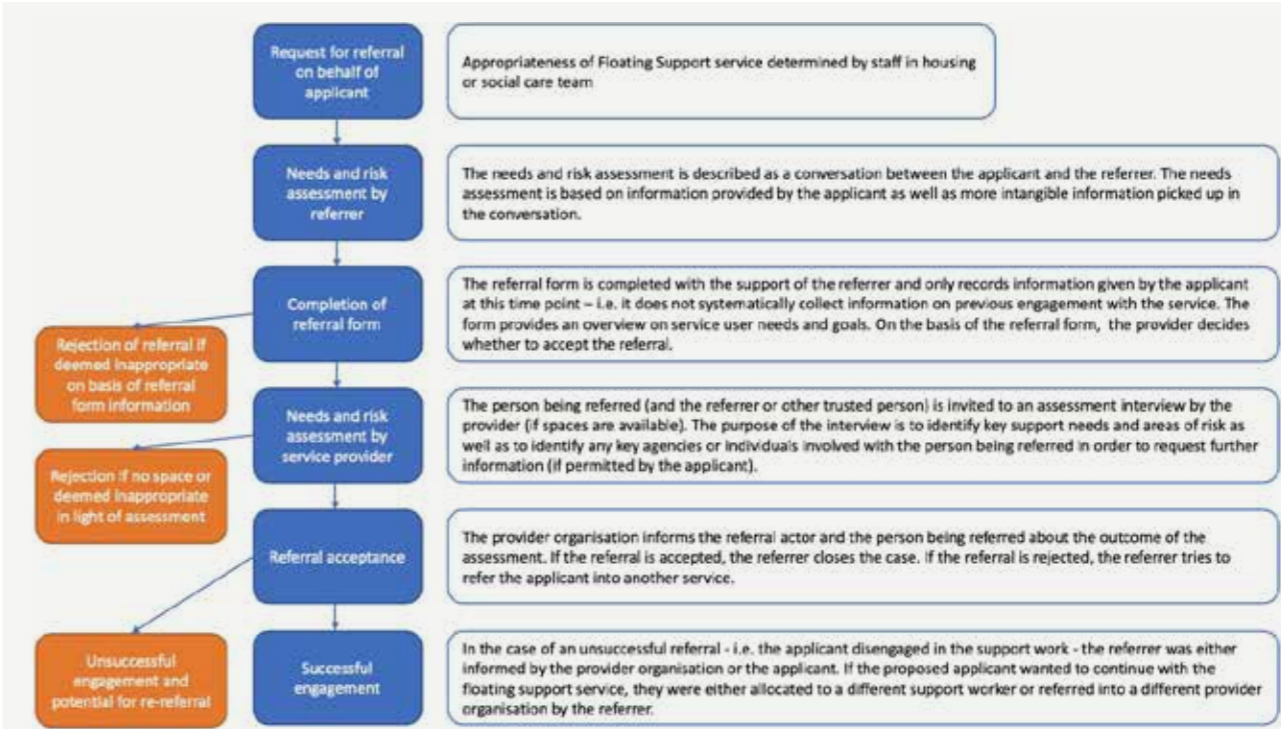 Request for referral
on behalf of
applicant
Appropriateness of Floating Support service determined by staff in housing
or social care team
Needs and risk
assessment by
referrer
The needs and risk assessment is described as a conversation between the applicant and the referrer. The needs
assessment is based on information provided by the applicant as well as more intangible information picked up in
the conversation.
Completion of
referral form
The referral form is completed with the support of the referrer and only records information given by the applicant
at this time point – i.e. it does not systematically collect information on previous engagement with the service. The
form provides an overview on service user needs and goals. On the basis of the referral form, the provider decides
whether to accept the referral.
Rejection of referral if
deemed inappropriate
on basis of referral
form information
Needs and risk
assessment by
service provider
The person being referred (and the referrer or other trusted person) is invited to an assessment interview by the
provider (if spaces are available). The purpose of the interview is to identify key support needs and areas of risk as
well as to identify any key agencies or individuals involved with the person being referred in order to request further
information (if permitted by the applicant).
Rejection if no space or
deemed inappropriate
in light of assessment
Referral acceptance
The provider organisation informs the referral actor and the person being referred about the outcome of the
assessment. If the referral is accepted, the referrer closes the case. If the referral is rejected, the referrer tries to
refer the applicant into another service.
Unsuccessful
engagement and
potential for re-referral
Successful
engagement
In the case of an unsuccessful referral - i.e. the applicant disengaged in the support work - the referrer was either
informed by the provider organisation or the applicant. If the proposed applicant wanted to continue with the
floating support service, they were either allocated to a different support worker or referred into a different provider
organisation by the referrer.